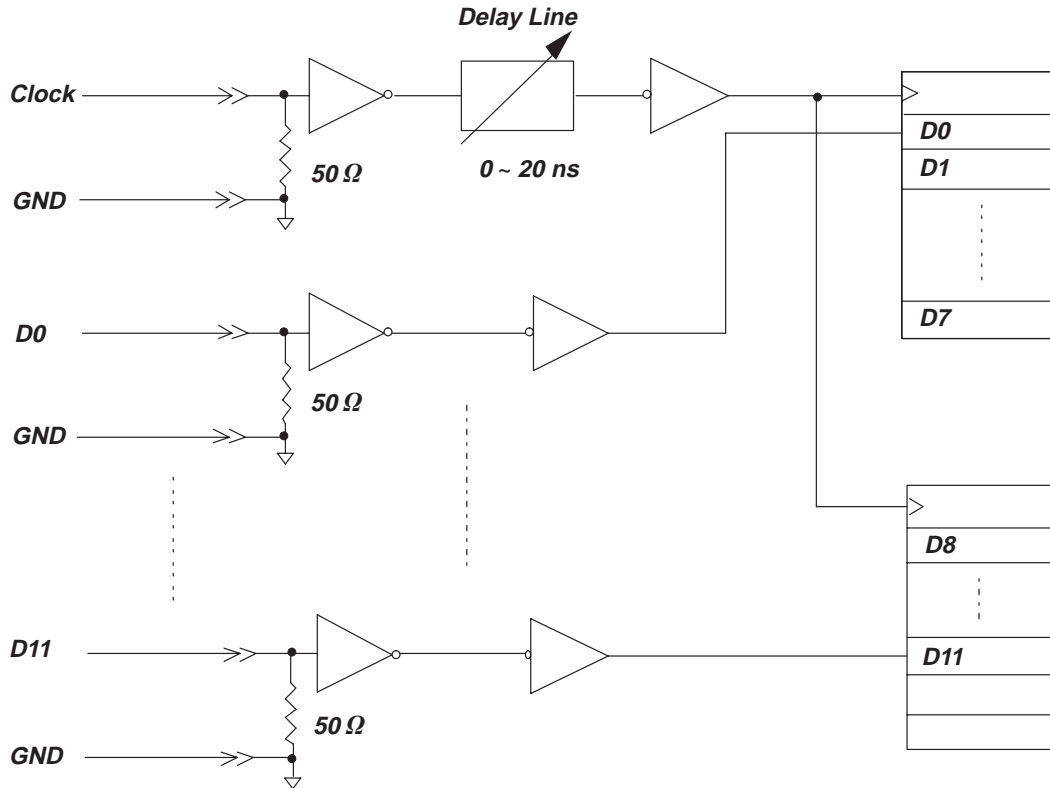 Delay Line
Clock
50 Ω
0 ~ 20 ns
GND
D0
D1
D7
D0
50 Ω
GND
D8
D11
D11
50 Ω
GND